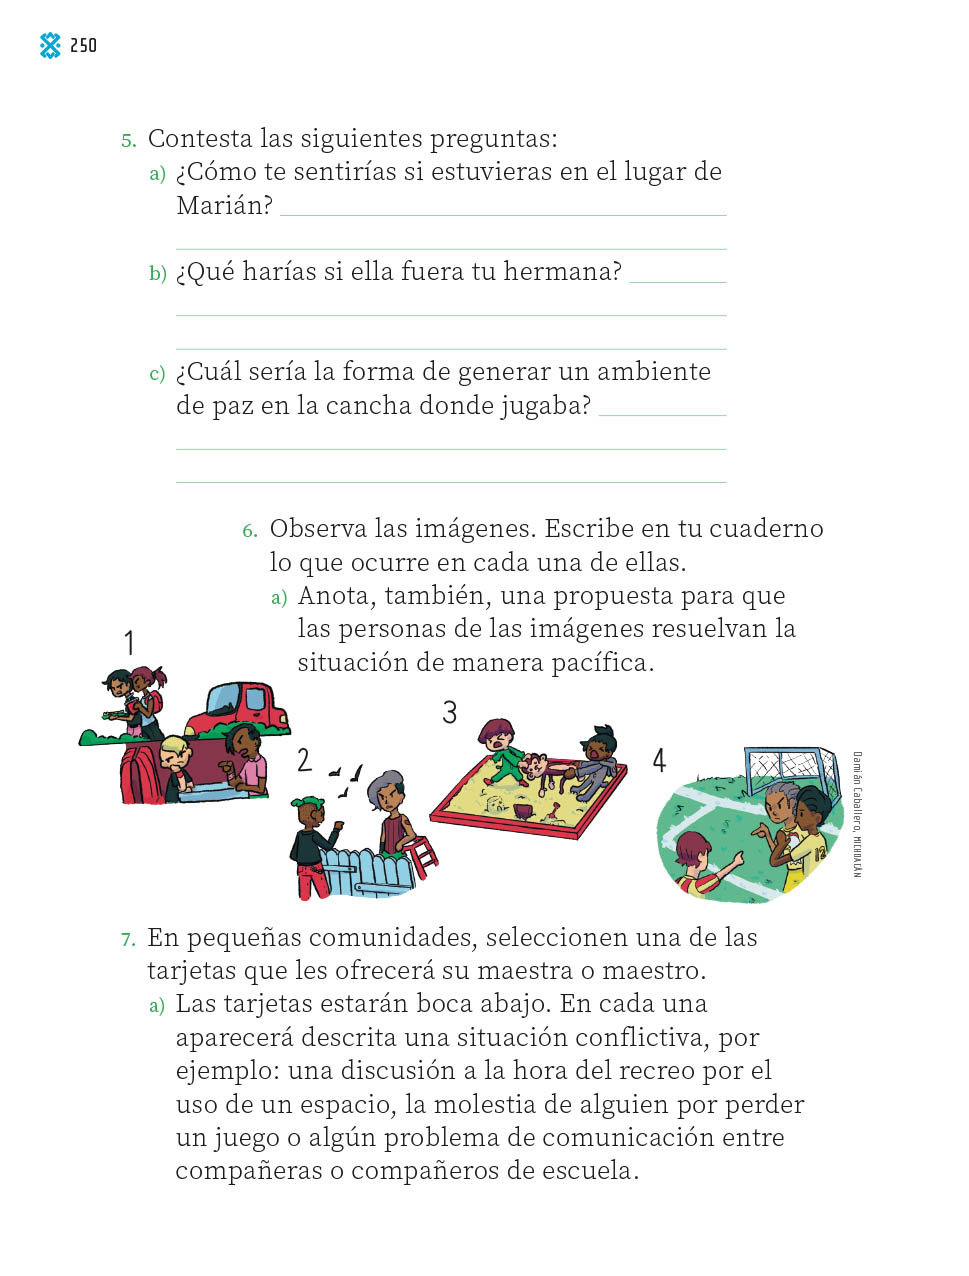 250
5. Contesta las siguientes preguntas:
a) ¿Cómo te sentirías si estuvieras en el lugar de
Marián?
b) ¿Qué harías si ella fuera tu hermana?
c) ¿Cuál sería la forma de generar un ambiente
de paz en la cancha donde jugaba?
6. Observa las imágenes. Escribe en tu cuaderno
lo que ocurre en cada una de ellas.
a) Anota, también, una propuesta para que
las personas de las imágenes resuelvan la
situación de manera pacífica.
1
2
3
4
12
Damián Caballero, MICHOACÁN
7. En pequeñas comunidades, seleccionen una de las
tarjetas que les ofrecerá su maestra o maestro.
a) Las tarjetas estarán boca abajo. En cada una
aparecerá descrita una situación conflictiva, por
ejemplo: una discusión a la hora del recreo por el
uso de un espacio, la molestia de alguien por perder
un juego o algún problema de comunicación entre
compañeras o compañeros de escuela.